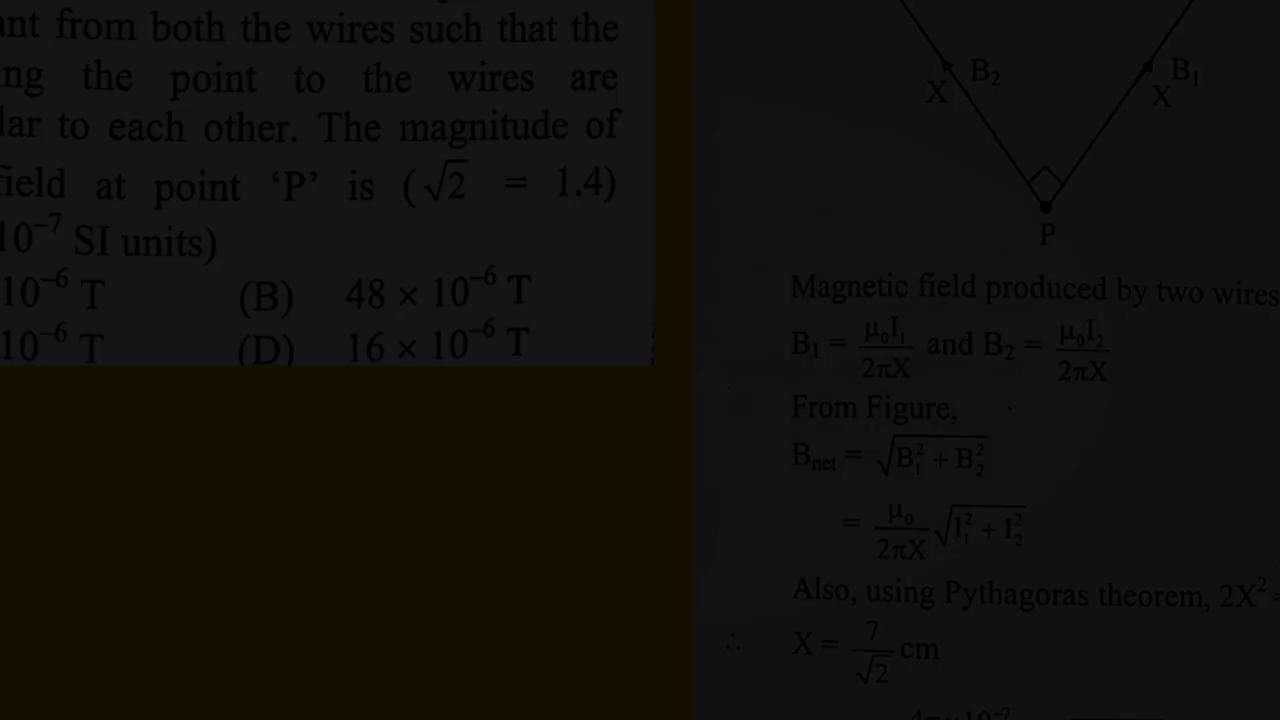 ant from both the wires such that the
ng the point to the wires are
lar to each other. The magnitude of
field at point ‘P’ is (√2 = 1.4)
10⁻⁷ SI units)
10⁻⁶ T (B) 48 × 10⁻⁶ T
10⁻⁶ T (D) 16 × 10⁻⁶ T
B₂ B₁
X X
P
Magnetic field produced by two wires
B₁ = μ₀I₁/2πX and B₂ = μ₀I₂/2πX
From Figure,
Bnet = √(B₁² + B₂²)
= μ₀/2πX √(I₁² + I₂²)
Also, using Pythagoras theorem, 2X² =
∴ X = 7/√2 cm